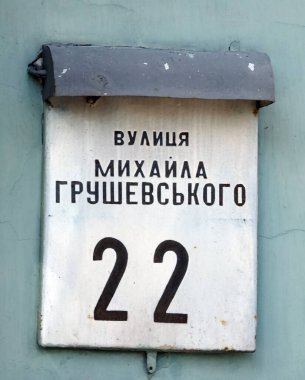 ВУЛИЦЯ
МИХАЙЛА
ГРУШЕВСЬКОГО
22